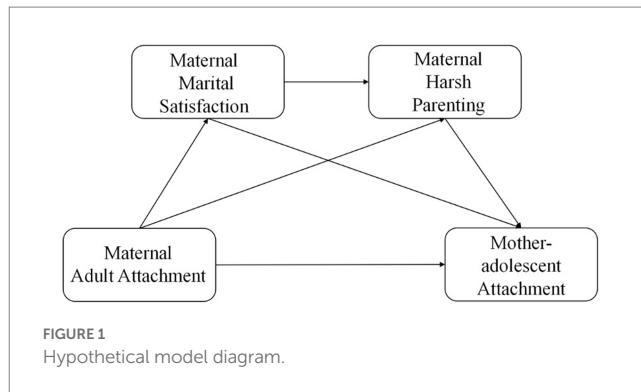 Maternal
Marital
Satisfaction
Maternal
Harsh
Parenting
Maternal
Adult Attachment
Mother-
adolescent
Attachment
FIGURE 1
Hypothetical model diagram.